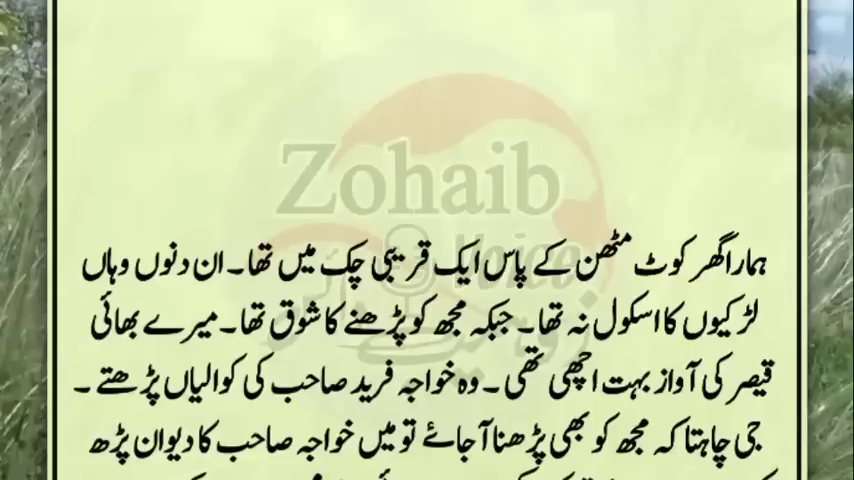 Zohaib
Voice
ہمارا گھر کوٹ مٹھن کے پاس ایک قریبی چک میں تھا۔ ان دنوں وہاں
لڑکیوں کا اسکول نہ تھا۔ جبکہ مجھ کو پڑھنے کا شوق تھا۔ میرے بھائی
قیصر کی آواز بہت اچھی تھی۔ وہ خواجہ فرید صاحب کی کوالیاں پڑھتے۔
جی چاہتا کہ مجھ کو بھی پڑھنا آ جائے تو میں خواجہ صاحب کا دیوان پڑھ